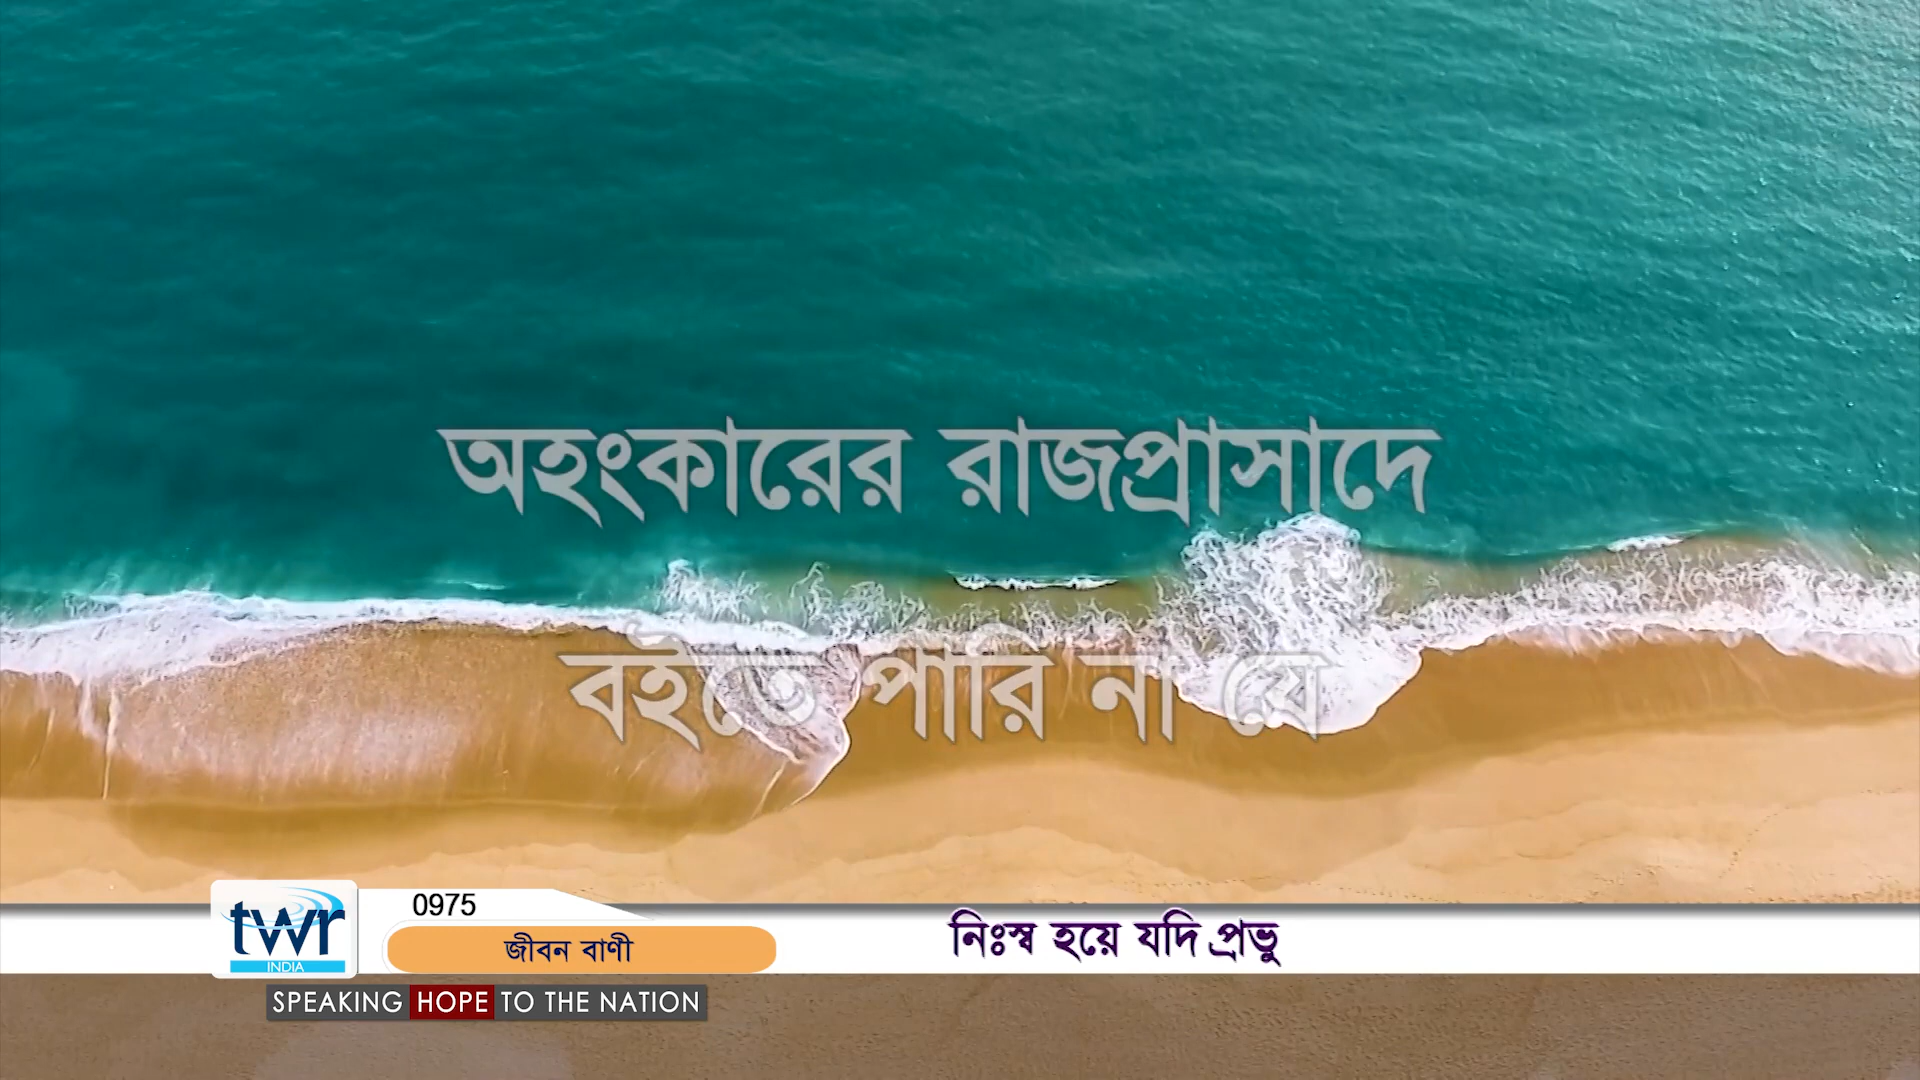 অহংকারের রাজপ্রাসাদে
বইতে পারি না যে
twr
INDIA
0975
জীবন বাণী
নিঃস্ব হয়ে যদি প্রভু
SPEAKING HOPE TO THE NATION